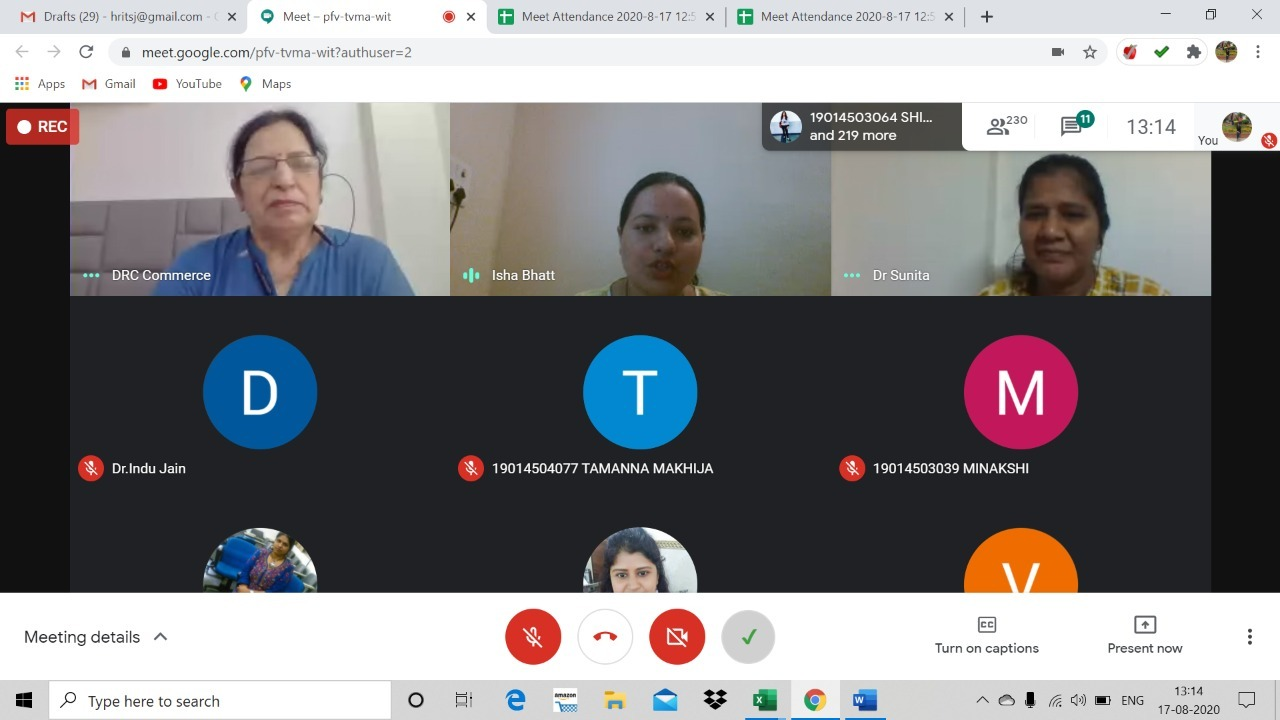 Drafts (29) - hritsj@gmail.com - C
Meet – pfv-tvma-wit
Meet Attendance 2020-8-17 12:5
Meet Attendance 2020-8-17 12:5
meet.google.com/pfv-tvma-wit?authuser=2
Apps
Gmail
YouTube
Maps
REC
19014503064 SHI...
and 219 more
230
11
13:14
You
DRC Commerce
Isha Bhatt
Dr Sunita
D
T
M
Dr.Indu Jain
19014504077 TAMANNA MAKHIJA
19014503039 MINAKSHI
V
Meeting details
CC
Turn on captions
Present now
Type here to search
amazon
ENG
13:14
17-08-2020